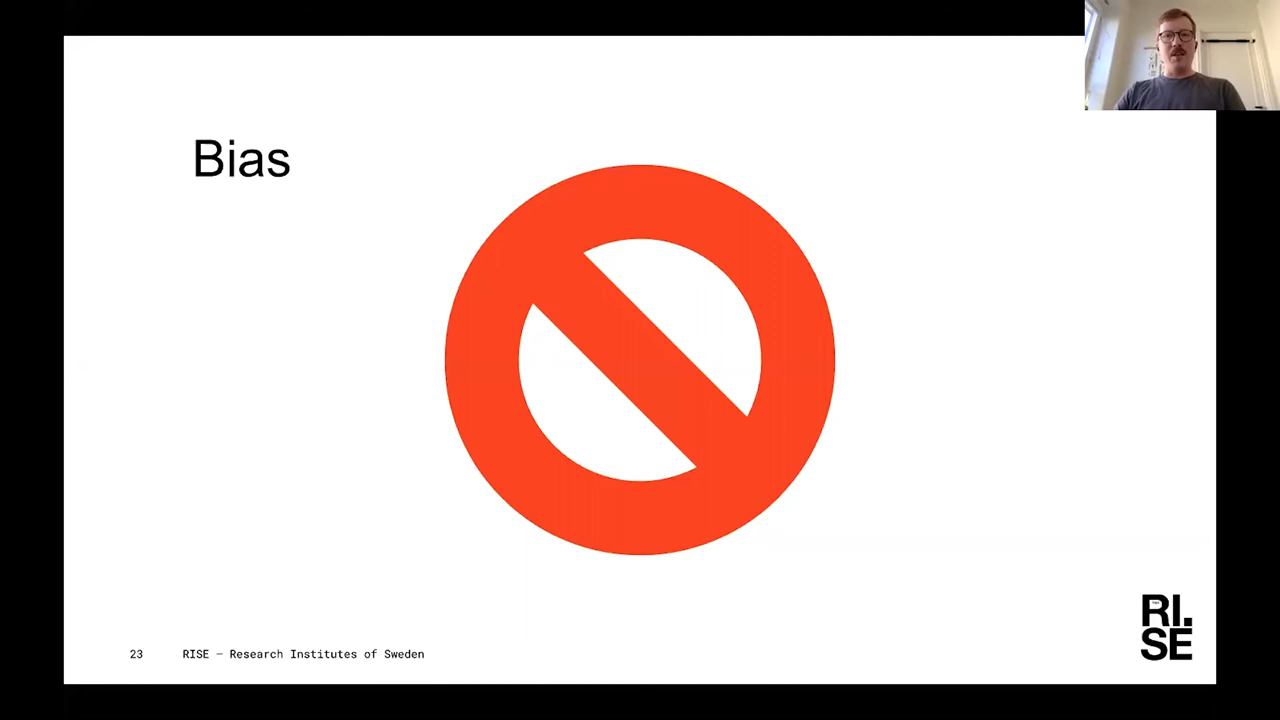 Bias
23 RISE — Research Institutes of Sweden
RI.
SE